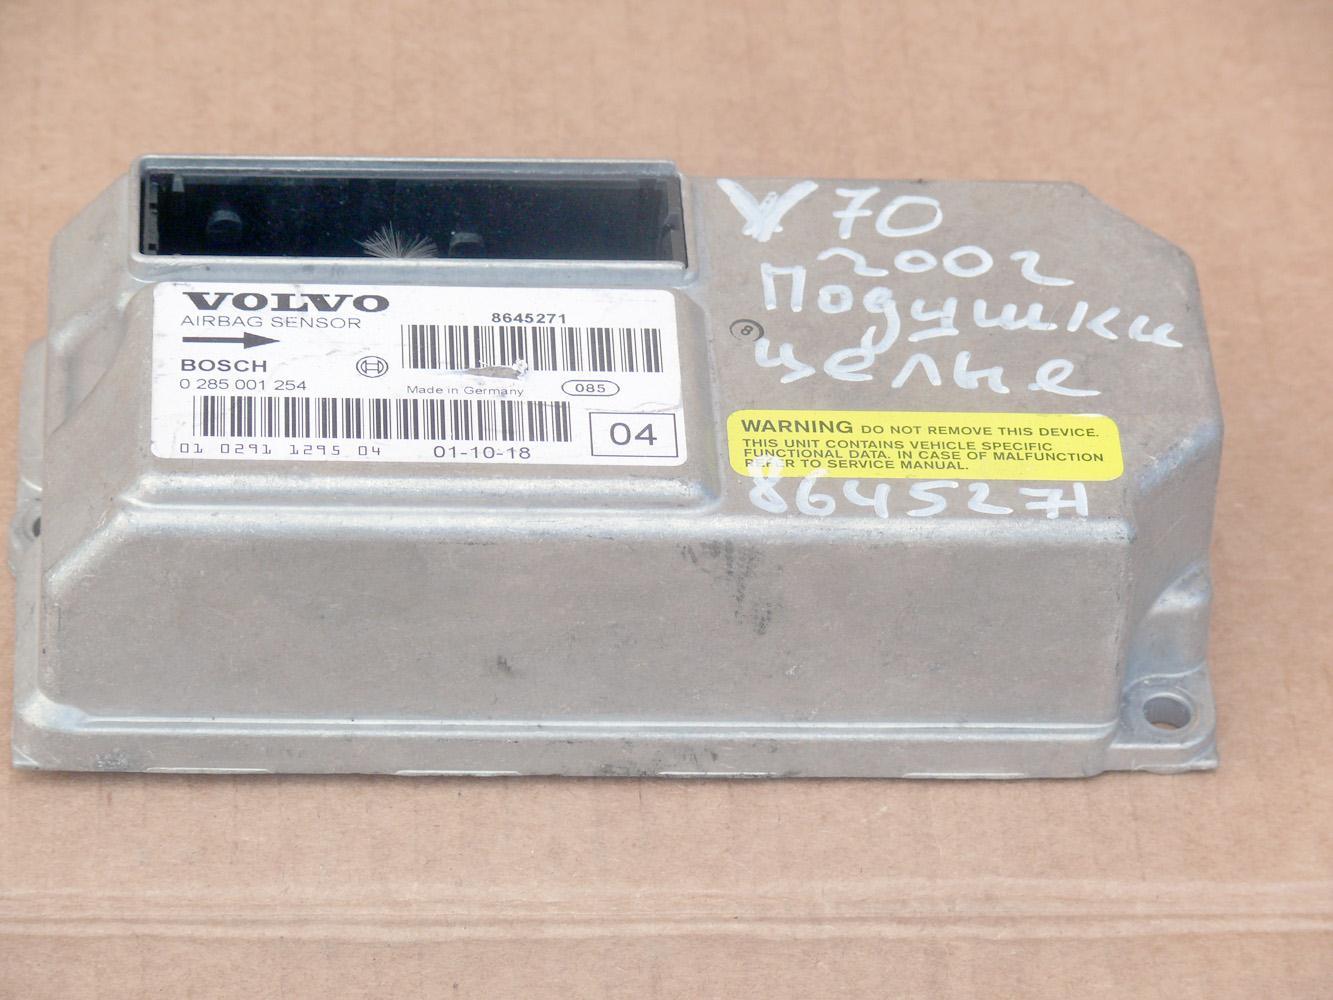 VOLVO
AIRBAG SENSOR
8645271
BOSCH
0 285 001 254
Made in Germany
085
01 0291 1295 04
01-10-18
04
V70
2002
Подушки
целые
8
WARNING DO NOT REMOVE THIS DEVICE.
THIS UNIT CONTAINS VEHICLE SPECIFIC
FUNCTIONAL DATA. IN CASE OF MALFUNCTION
REFER TO SERVICE MANUAL.
8645271